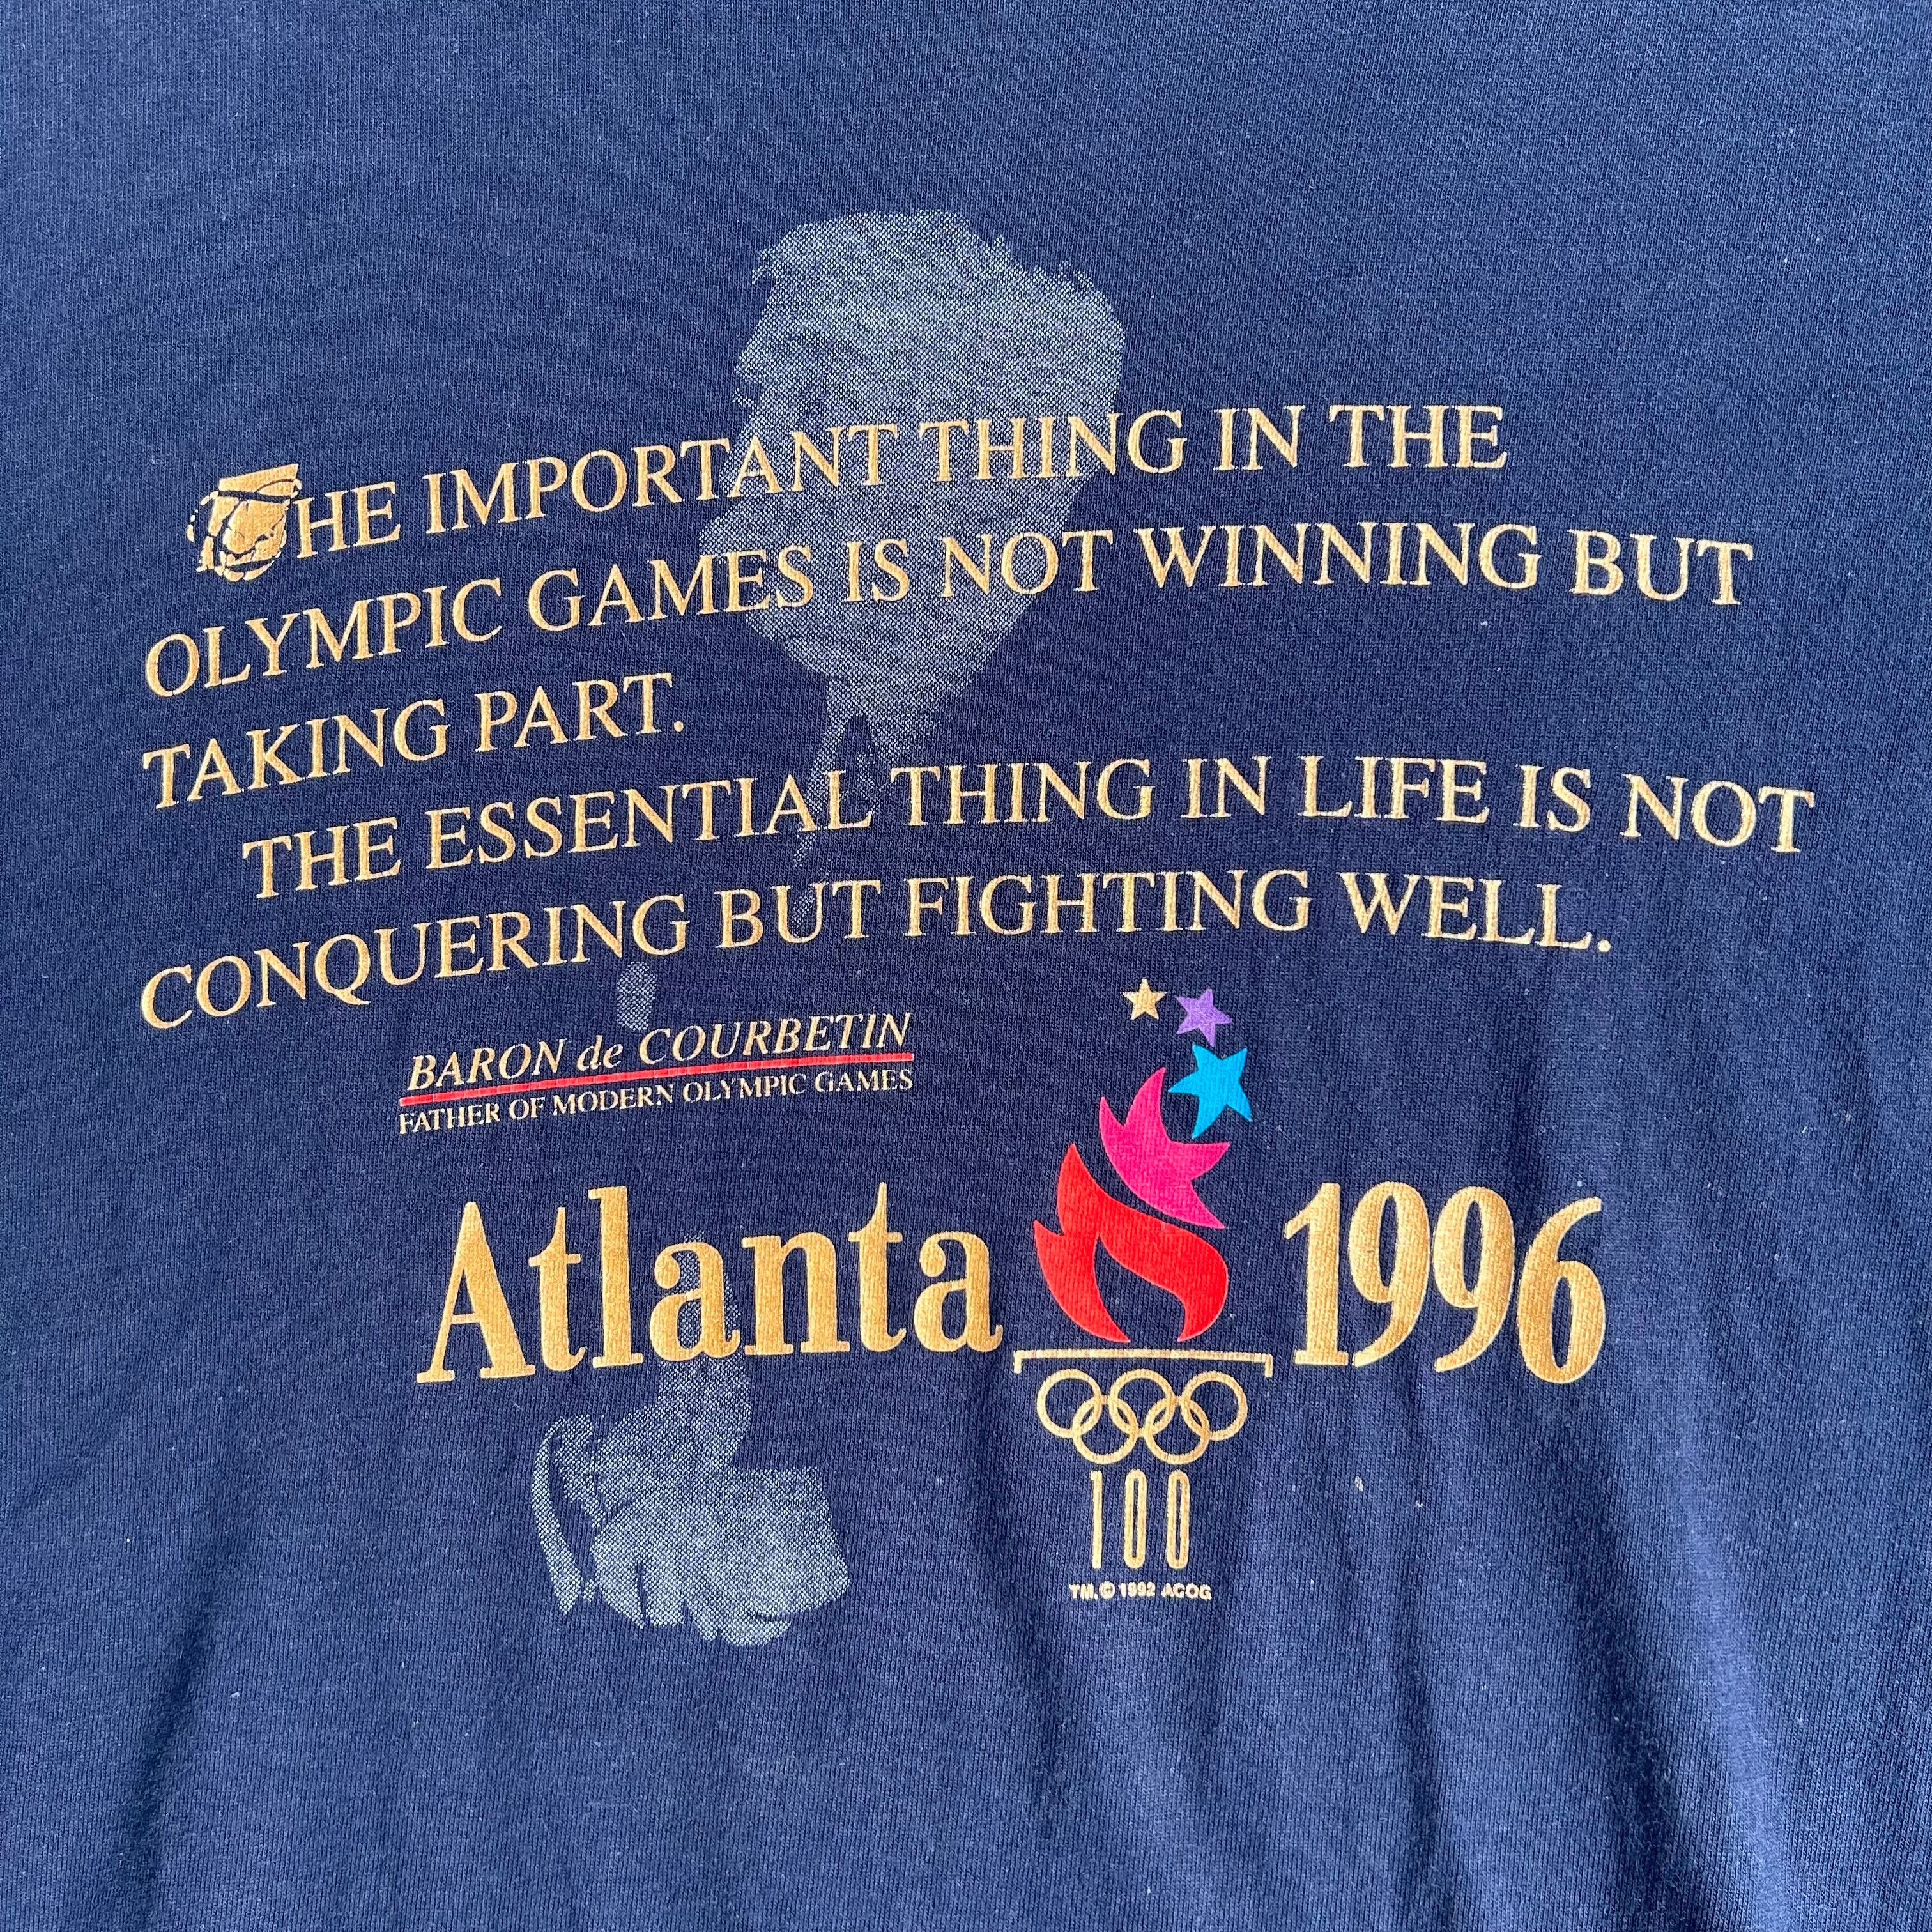 THE IMPORTANT THING IN THE
OLYMPIC GAMES IS NOT WINNING BUT
TAKING PART.
THE ESSENTIAL THING IN LIFE IS NOT
CONQUERING BUT FIGHTING WELL.
BARON de COURBETIN
FATHER OF MODERN OLYMPIC GAMES
Atlanta 1996
100
TM, © 1992 ACOG